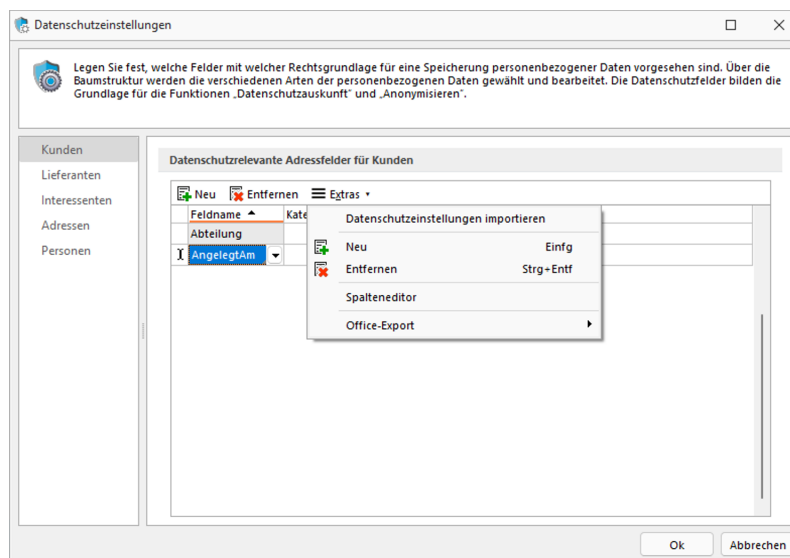 Datenschutzeinstellungen
Legen Sie fest, welche Felder mit welcher Rechtsgrundlage für eine Speicherung personenbezogener Daten vorgesehen sind. Über die
Baumstruktur werden die verschiedenen Arten der personenbezogenen Daten gewählt und bearbeitet. Die Datenschutzfelder bilden die
Grundlage für die Funktionen „Datenschutzauskunft" und „Anonymisieren".
Kunden
Lieferanten
Interessenten
Adressen
Personen
Datenschutzrelevante Adressfelder für Kunden
Neu Entfernen Extras
Feldname Kate
Abteilung
AngelegtAm
Datenschutzeinstellungen importieren
Neu Einfg
Entfernen Strg+Entf
Spalteneditor
Office-Export
Ok Abbrechen